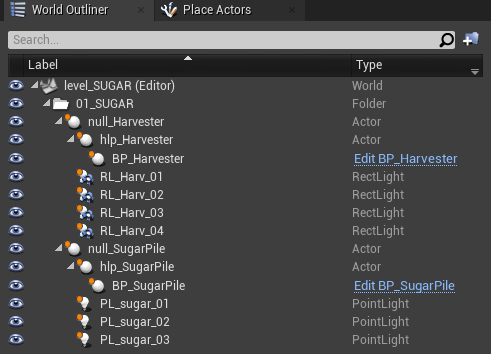 World Outliner Place Actors
Search...
Label Type
level_SUGAR (Editor) World
01_SUGAR Folder
null_Harvester Actor
hlp_Harvester Actor
BP_Harvester Edit BP_Harvester
RL_Harv_01 RectLight
RL_Harv_02 RectLight
RL_Harv_03 RectLight
RL_Harv_04 RectLight
null_SugarPile Actor
hlp_SugarPile Actor
BP_SugarPile Edit BP_SugarPile
PL_sugar_01 PointLight
PL_sugar_02 PointLight
PL_sugar_03 PointLight